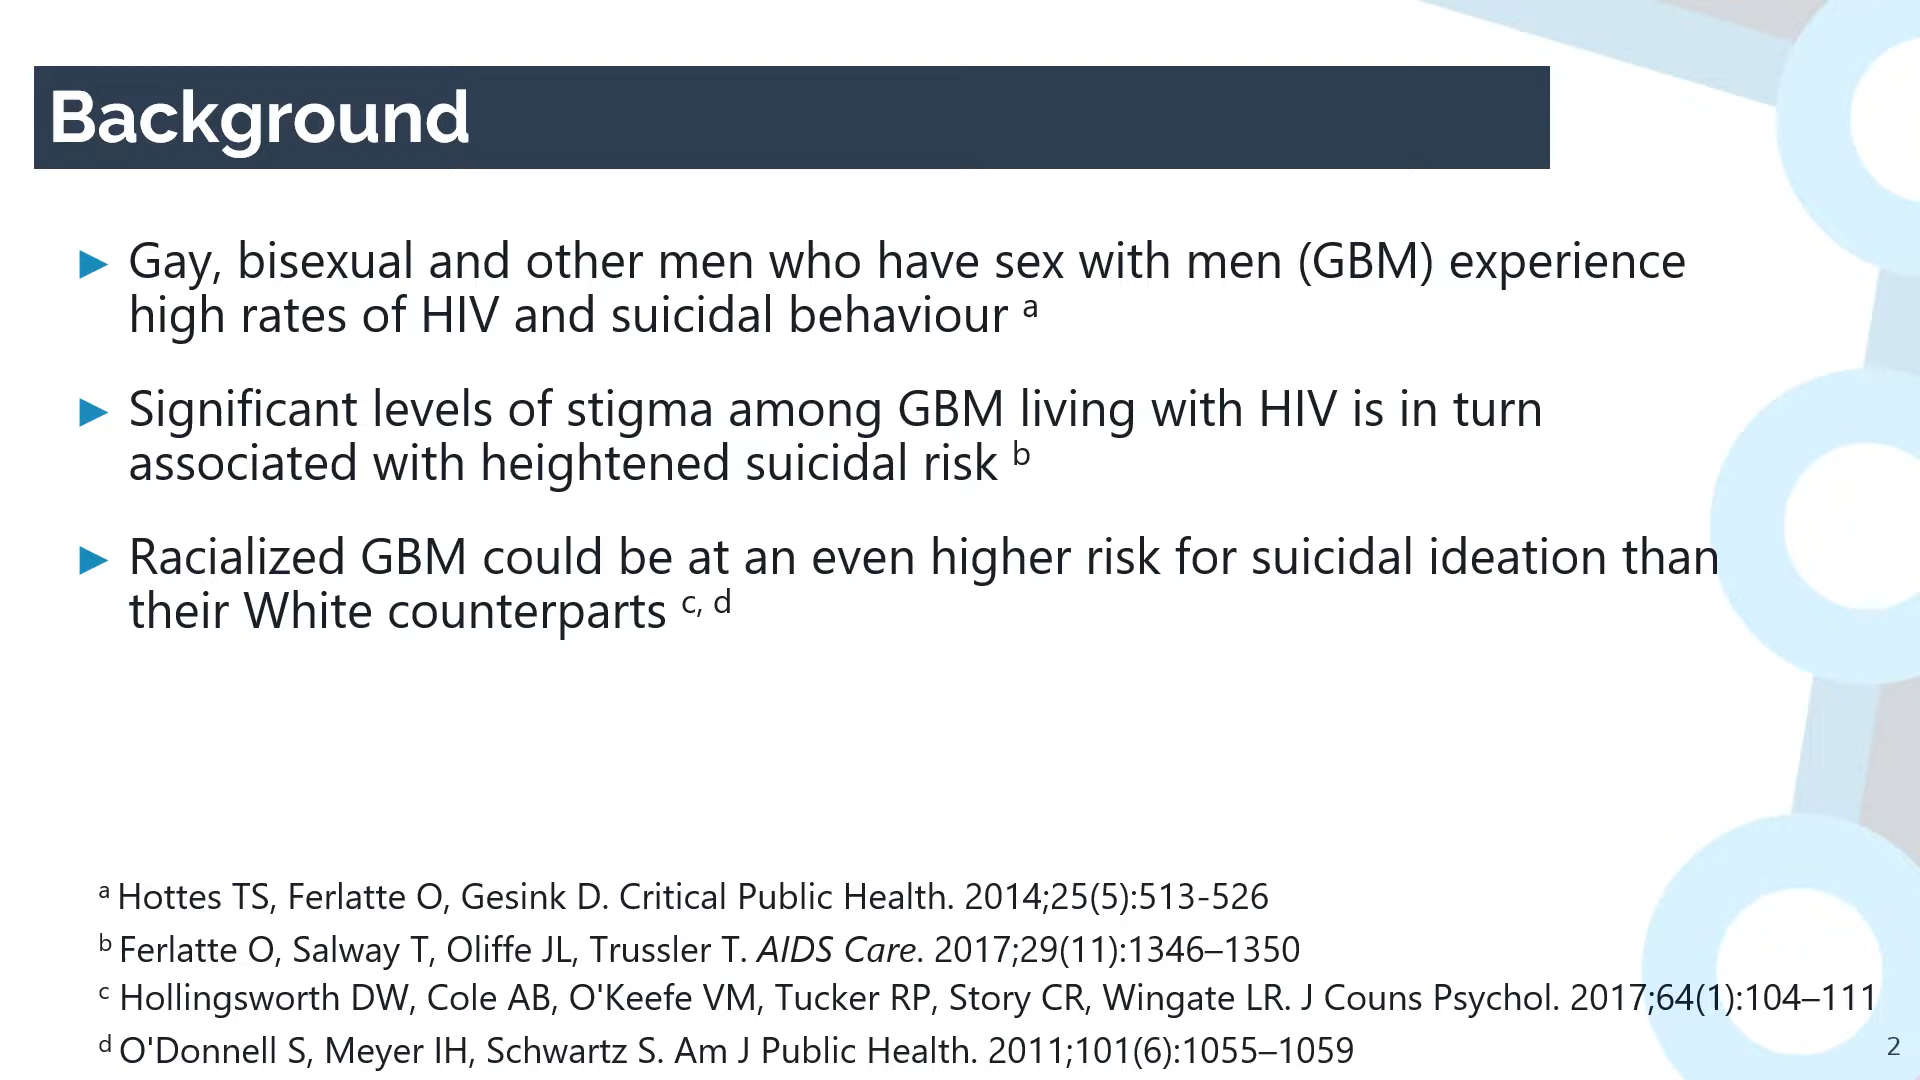 Background
► Gay, bisexual and other men who have sex with men (GBM) experience
high rates of HIV and suicidal behaviour a
► Significant levels of stigma among GBM living with HIV is in turn
associated with heightened suicidal risk b
► Racialized GBM could be at an even higher risk for suicidal ideation than
their White counterparts c, d
a Hottes TS, Ferlatte O, Gesink D. Critical Public Health. 2014;25(5):513-526
b Ferlatte O, Salway T, Oliffe JL, Trussler T. AIDS Care. 2017;29(11):1346–1350
c Hollingsworth DW, Cole AB, O'Keefe VM, Tucker RP, Story CR, Wingate LR. J Couns Psychol. 2017;64(1):104–111
d O'Donnell S, Meyer IH, Schwartz S. Am J Public Health. 2011;101(6):1055–1059
2